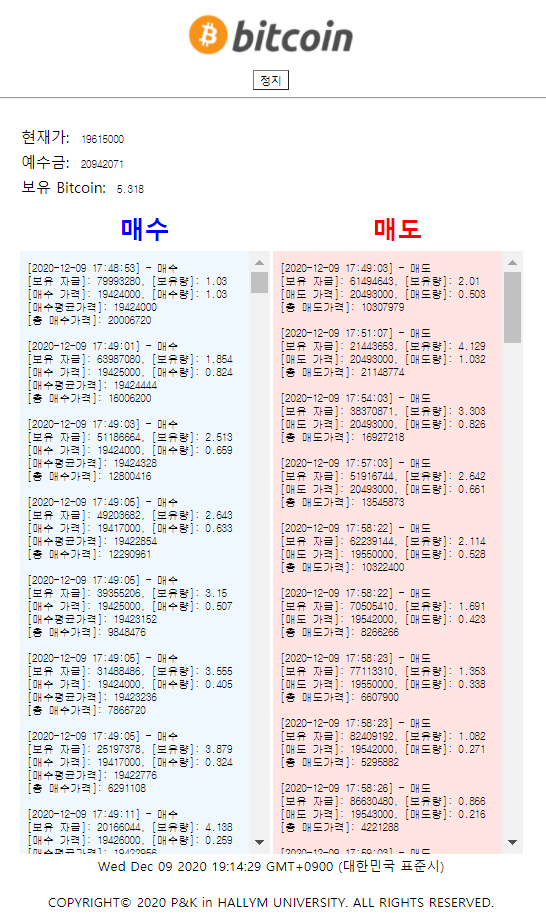 bitcoin
정지
현재가: 19615000
예수금: 20942071
보유 Bitcoin: 5.318
매수
[2020-12-09 17:48:53] - 매수
[보유 자금]: 79993280, [보유량]: 1.03
[매수 가격]: 19424000, [매수량]: 1.03
[매수평균가격]: 19424000
[총 매수가격]: 20006720
[2020-12-09 17:49:01] - 매수
[보유 자금]: 63987080, [보유량]: 1.854
[매수 가격]: 19425000, [매수량]: 0.824
[매수평균가격]: 19424444
[총 매수가격]: 16006200
[2020-12-09 17:49:03] - 매수
[보유 자금]: 51186664, [보유량]: 2.513
[매수 가격]: 19424000, [매수량]: 0.659
[매수평균가격]: 19424328
[총 매수가격]: 12800416
[2020-12-09 17:49:05] - 매수
[보유 자금]: 49203682, [보유량]: 2.643
[매수 가격]: 19417000, [매수량]: 0.633
[매수평균가격]: 19422854
[총 매수가격]: 12290961
[2020-12-09 17:49:05] - 매수
[보유 자금]: 39355206, [보유량]: 3.15
[매수 가격]: 19425000, [매수량]: 0.507
[매수평균가격]: 19423152
[총 매수가격]: 9848476
[2020-12-09 17:49:05] - 매수
[보유 자금]: 31488486, [보유량]: 3.555
[매수 가격]: 19424000, [매수량]: 0.405
[매수평균가격]: 19423236
[총 매수가격]: 7866720
[2020-12-09 17:49:05] - 매수
[보유 자금]: 25197378, [보유량]: 3.879
[매수 가격]: 19417000, [매수량]: 0.324
[매수평균가격]: 19422776
[총 매수가격]: 6291108
[2020-12-09 17:49:11] - 매수
[보유 자금]: 20166044, [보유량]: 4.138
[매수 가격]: 19426000, [매수량]: 0.259
[매수평균가격]: 19422956
매도
[2020-12-09 17:49:03] - 매도
[보유 자금]: 61494643, [보유량]: 2.01
[매도 가격]: 20493000, [매도량]: 0.503
[총 매도가격]: 10307979
[2020-12-09 17:51:07] - 매도
[보유 자금]: 21443653, [보유량]: 4.129
[매도 가격]: 20493000, [매도량]: 1.032
[총 매도가격]: 21148774
[2020-12-09 17:54:03] - 매도
[보유 자금]: 38370871, [보유량]: 3.303
[매도 가격]: 20493000, [매도량]: 0.826
[총 매도가격]: 16927218
[2020-12-09 17:57:03] - 매도
[보유 자금]: 51916744, [보유량]: 2.642
[매도 가격]: 20493000, [매도량]: 0.661
[총 매도가격]: 13545873
[2020-12-09 17:58:22] - 매도
[보유 자금]: 62239144, [보유량]: 2.114
[매도 가격]: 19550000, [매도량]: 0.528
[총 매도가격]: 10322400
[2020-12-09 17:58:22] - 매도
[보유 자금]: 70505410, [보유량]: 1.691
[매도 가격]: 19542000, [매도량]: 0.423
[총 매도가격]: 8266266
[2020-12-09 17:58:23] - 매도
[보유 자금]: 77113310, [보유량]: 1.353
[매도 가격]: 19550000, [매도량]: 0.338
[총 매도가격]: 6607900
[2020-12-09 17:58:23] - 매도
[보유 자금]: 82409192, [보유량]: 1.082
[매도 가격]: 19542000, [매도량]: 0.271
[총 매도가격]: 5295882
[2020-12-09 17:58:26] - 매도
[보유 자금]: 86630480, [보유량]: 0.866
[매도 가격]: 19543000, [매도량]: 0.216
[총 매도가격]: 4221288
[2020-12-09 17:59:03] - 매도
Wed Dec 09 2020 19:14:29 GMT+0900 (대한민국 표준시)
COPYRIGHT© 2020 P&K in HALLYM UNIVERSITY. ALL RIGHTS RESERVED.